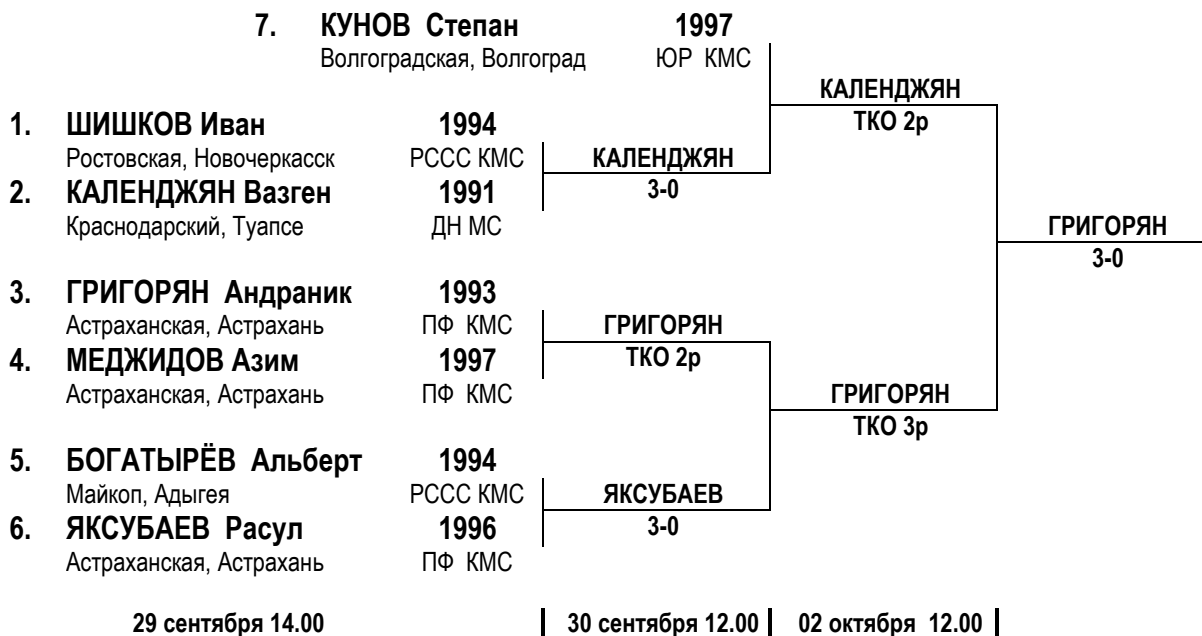 7. КУНОВ Степан 1997
Волгоградская, Волгоград ЮР КМС
КАЛЕНДЖЯН
ТКО 2р
1. ШИШКОВ Иван 1994
Ростовская, Новочеркасск РССС КМС
КАЛЕНДЖЯН
3-0
2. КАЛЕНДЖЯН Вазген 1991
Краснодарский, Туапсе ДН МС
ГРИГОРЯН
3-0
3. ГРИГОРЯН Андраник 1993
Астраханская, Астрахань ПФ КМС
ГРИГОРЯН
ТКО 2р
4. МЕДЖИДОВ Азим 1997
Астраханская, Астрахань ПФ КМС
ГРИГОРЯН
ТКО 3р
5. БОГАТЫРЁВ Альберт 1994
Майкоп, Адыгея РССС КМС
ЯКСУБАЕВ
3-0
6. ЯКСУБАЕВ Расул 1996
Астраханская, Астрахань ПФ КМС
29 сентября 14.00 30 сентября 12.00 02 октября 12.00